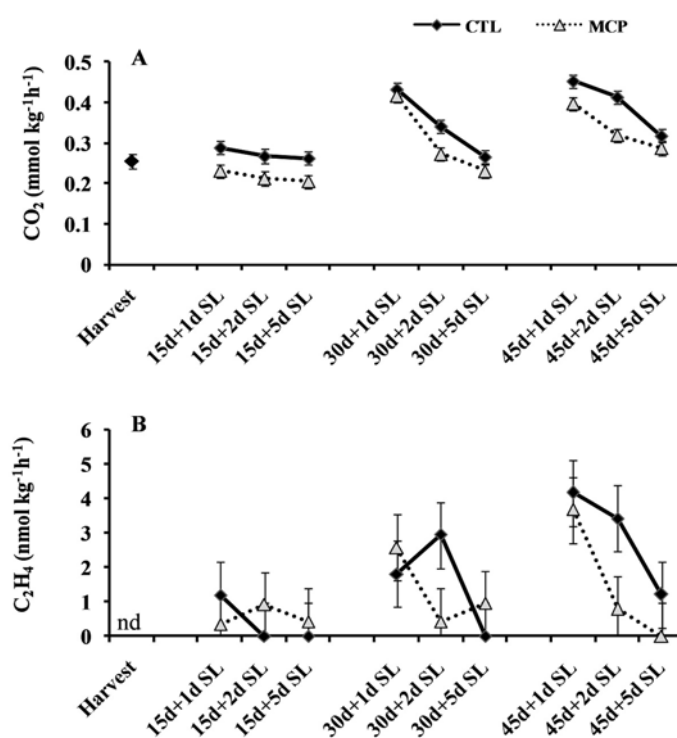 CTL MCP
A
CO₂ (mmol kg⁻¹h⁻¹)
0.5
0.4
0.3
0.2
0.1
0
Harvest
15d+1d SL
15d+2d SL
15d+5d SL
30d+1d SL
30d+2d SL
30d+5d SL
45d+1d SL
45d+2d SL
45d+5d SL
B
C₂H₄ (nmol kg⁻¹h⁻¹)
6
5
4
3
2
1
0
nd
Harvest
15d+1d SL
15d+2d SL
15d+5d SL
30d+1d SL
30d+2d SL
30d+5d SL
45d+1d SL
45d+2d SL
45d+5d SL